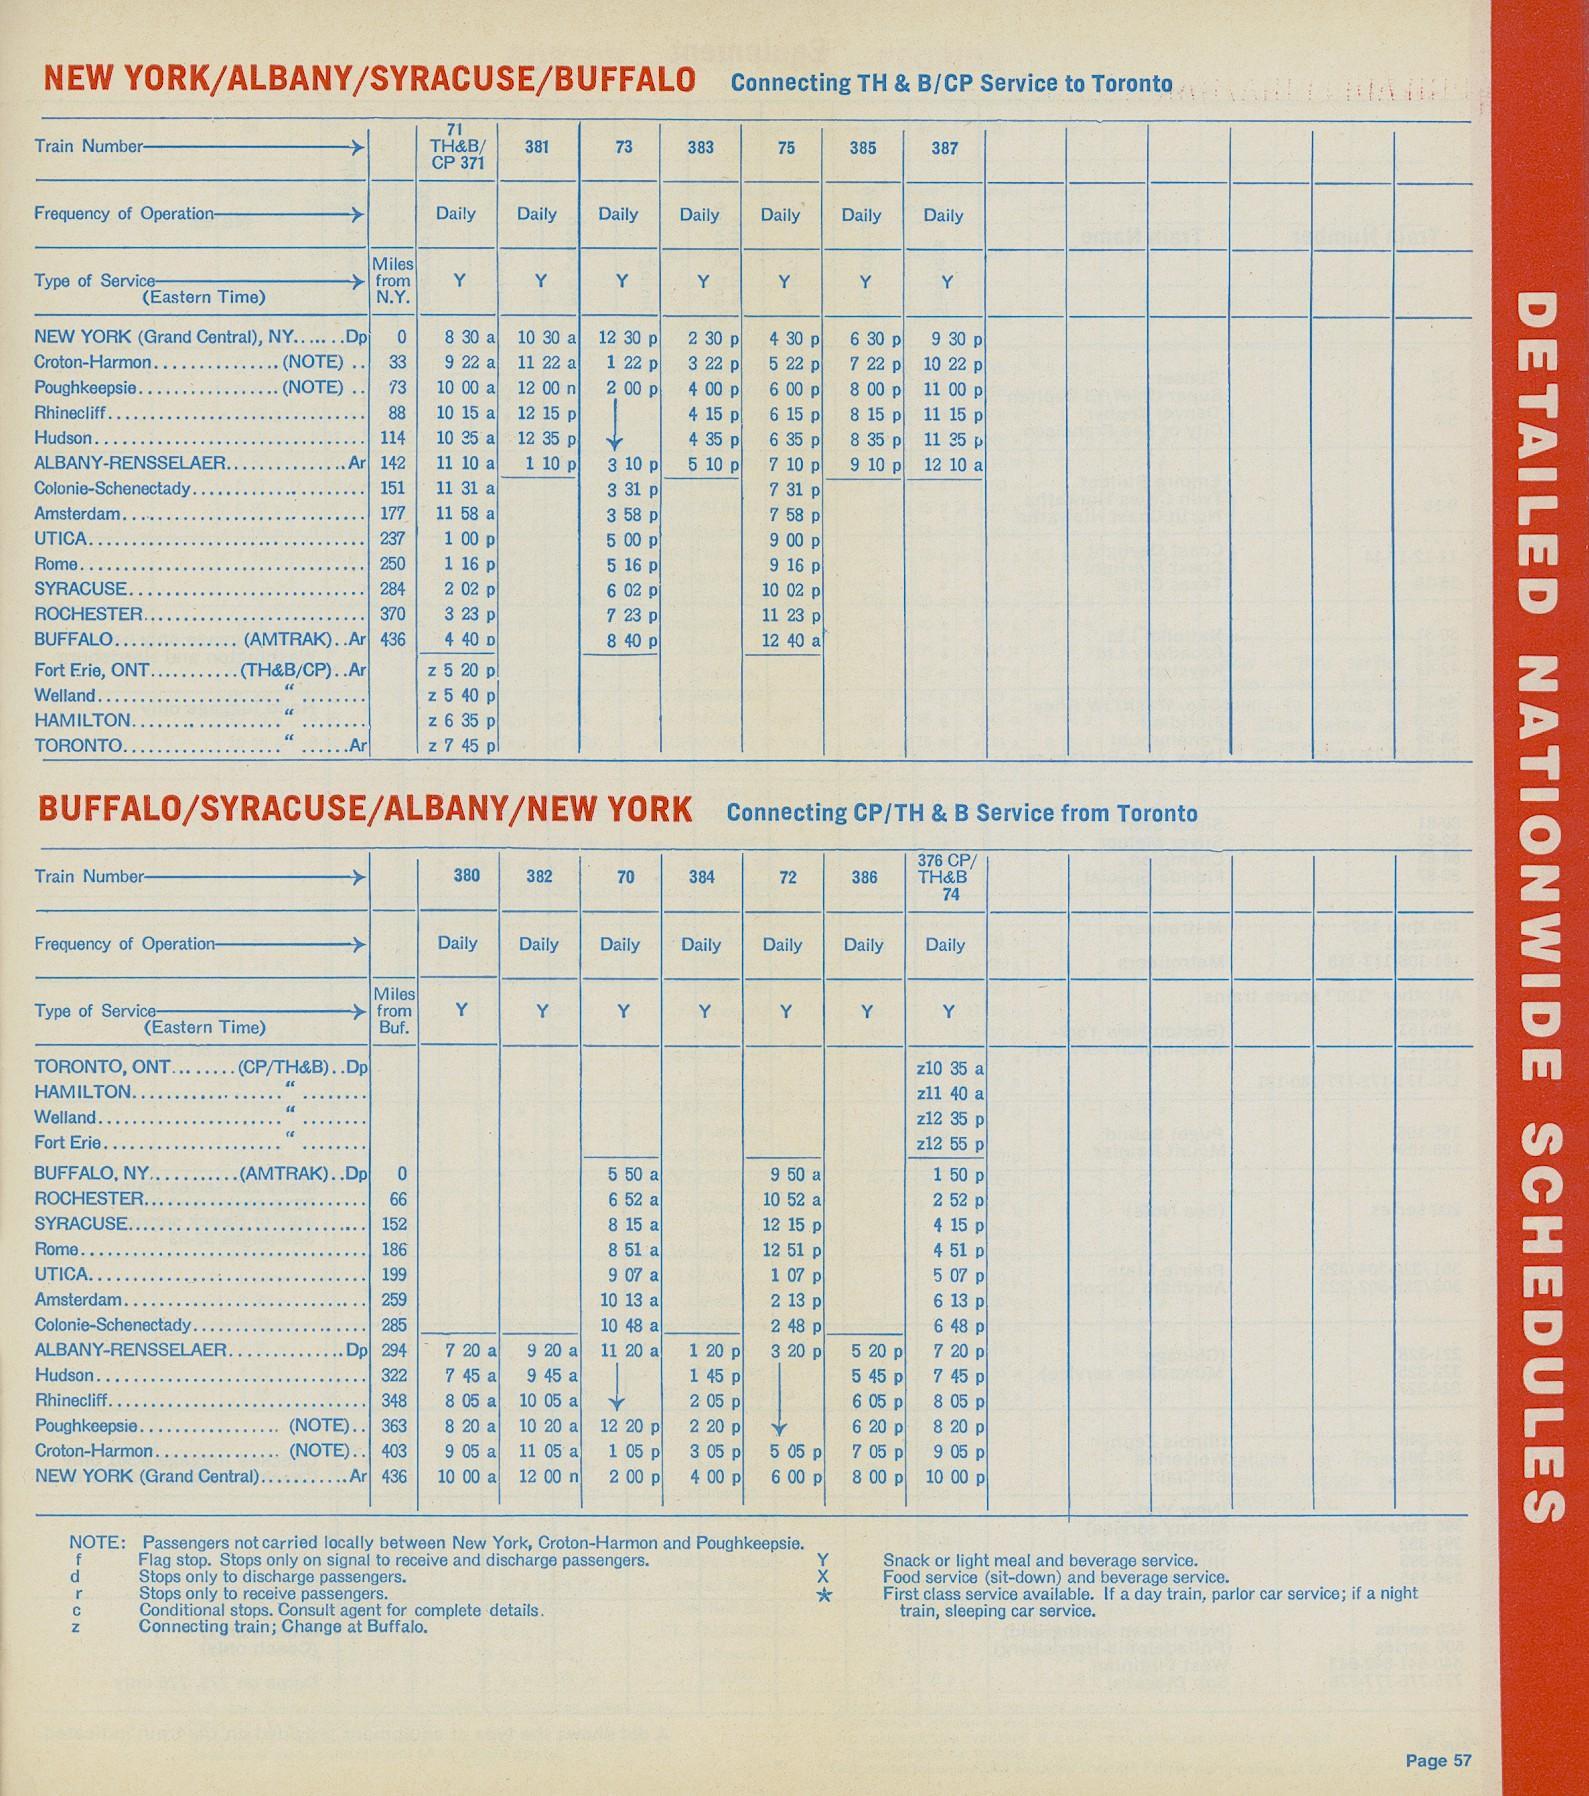 NEW YORK/ALBANY/SYRACUSE/BUFFALO Connecting TH & B/CP Service to Toronto
Train Number 71 TH&B/ CP 371 381 73 383 75 385 387
Frequency of Operation Daily Daily Daily Daily Daily Daily Daily
Type of Service (Eastern Time) Miles from N.Y. Y Y Y Y Y Y Y
NEW YORK (Grand Central), NY.......Dp 0 8 30 a 10 30 a 12 30 p 2 30 p 4 30 p 6 30 p 9 30 p
Croton-Harmon...............(NOTE) .. 33 9 22 a 11 22 a 1 22 p 3 22 p 5 22 p 7 22 p 10 22 p
Poughkeepsie.................(NOTE) .. 73 10 00 a 12 00 n 2 00 p 4 00 p 6 00 p 8 00 p 11 00 p
Rhinecliff................................. 88 10 15 a 12 15 p 4 15 p 6 15 p 8 15 p 11 15 p
Hudson................................... 114 10 35 a 12 35 p 4 35 p 6 35 p 8 35 p 11 35 p
ALBANY-RENSSELAER...............Ar 142 11 10 a 1 10 p 3 10 p 5 10 p 7 10 p 9 10 p 12 10 a
Colonie-Schenectady...................... 151 11 31 a 3 31 p 7 31 p
Amsterdam............................... 177 11 58 a 3 58 p 7 58 p
UTICA................................... 237 1 00 p 5 00 p 9 00 p
Rome.................................... 250 1 16 p 5 16 p 9 16 p
SYRACUSE.............................. 284 2 02 p 6 02 p 10 02 p
ROCHESTER............................ 370 3 23 p 7 23 p 11 23 p
BUFFALO............... (AMTRAK)..Ar 436 4 40 p 8 40 p 12 40 a
Fort Erie, ONT...........(TH&B/CP)..Ar z 5 20 p
Welland.......................“ ........ z 5 40 p
HAMILTON...................“ ........ z 6 35 p
TORONTO....................“ ......Ar z 7 45 p
BUFFALO/SYRACUSE/ALBANY/NEW YORK Connecting CP/TH & B Service from Toronto
Train Number 380 382 70 384 72 386 376 CP/ TH&B 74
Frequency of Operation Daily Daily Daily Daily Daily Daily Daily
Type of Service (Eastern Time) Miles from Buf. Y Y Y Y Y Y Y
TORONTO, ONT........(CP/TH&B)..Dp z10 35 a
HAMILTON...................“ ........ z11 40 a
Welland.......................“ ........ z12 35 p
Fort Erie......................“ ........ z12 55 p
BUFFALO, NY...........(AMTRAK)..Dp 0 5 50 a 9 50 a 1 50 p
ROCHESTER............................ 66 6 52 a 10 52 a 2 52 p
SYRACUSE.............................. 152 8 15 a 12 15 p 4 15 p
Rome.................................... 186 8 51 a 12 51 p 4 51 p
UTICA................................... 199 9 07 a 1 07 p 5 07 p
Amsterdam............................... 259 10 13 a 2 13 p 6 13 p
Colonie-Schenectady...................... 285 10 48 a 2 48 p 6 48 p
ALBANY-RENSSELAER..............Dp 294 7 20 a 9 20 a 11 20 a 1 20 p 3 20 p 5 20 p 7 20 p
Hudson................................... 322 7 45 a 9 45 a 1 45 p 5 45 p 7 45 p
Rhinecliff................................. 348 8 05 a 10 05 a 2 05 p 6 05 p 8 05 p
Poughkeepsie................. (NOTE).. 363 8 20 a 10 20 a 12 20 p 2 20 p 6 20 p 8 20 p
Croton-Harmon............... (NOTE).. 403 9 05 a 11 05 a 1 05 p 3 05 p 5 05 p 7 05 p 9 05 p
NEW YORK (Grand Central)...........Ar 436 10 00 a 12 00 n 2 00 p 4 00 p 6 00 p 8 00 p 10 00 p
NOTE: Passengers not carried locally between New York, Croton-Harmon and Poughkeepsie.
f Flag stop. Stops only on signal to receive and discharge passengers.
d Stops only to discharge passengers.
r Stops only to receive passengers.
c Conditional stops. Consult agent for complete details.
z Connecting train; Change at Buffalo.
Y Snack or light meal and beverage service.
X Food service (sit-down) and beverage service.
★ First class service available. If a day train, parlor car service; if a night
train, sleeping car service.
Page 57
DETAILED NATIONWIDE SCHEDULES